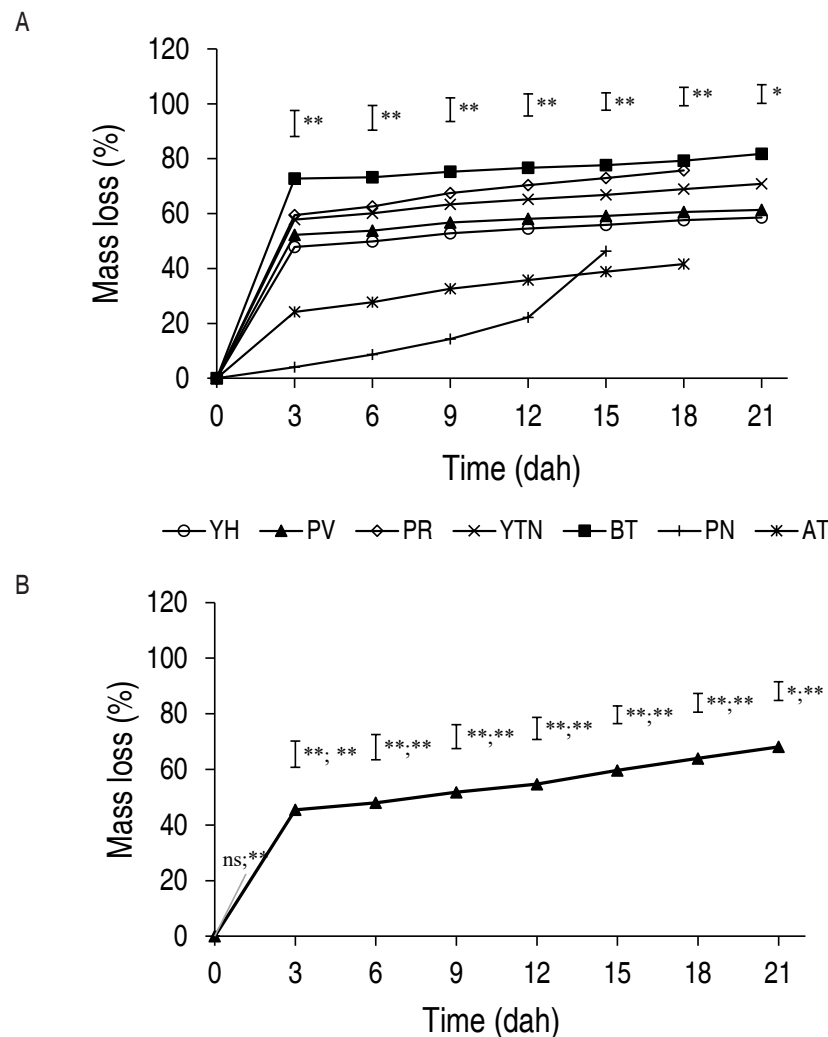 A
120
100
80
60
40
20
0
Mass loss (%)
** ** ** ** ** ** *
0 3 6 9 12 15 18 21
Time (dah)
YH PV PR YTN BT PN AT
B
120
100
80
60
40
20
0
Mass loss (%)
ns;**
**; ** **;** **;** **;** **;** **;** *;**
0 3 6 9 12 15 18 21
Time (dah)